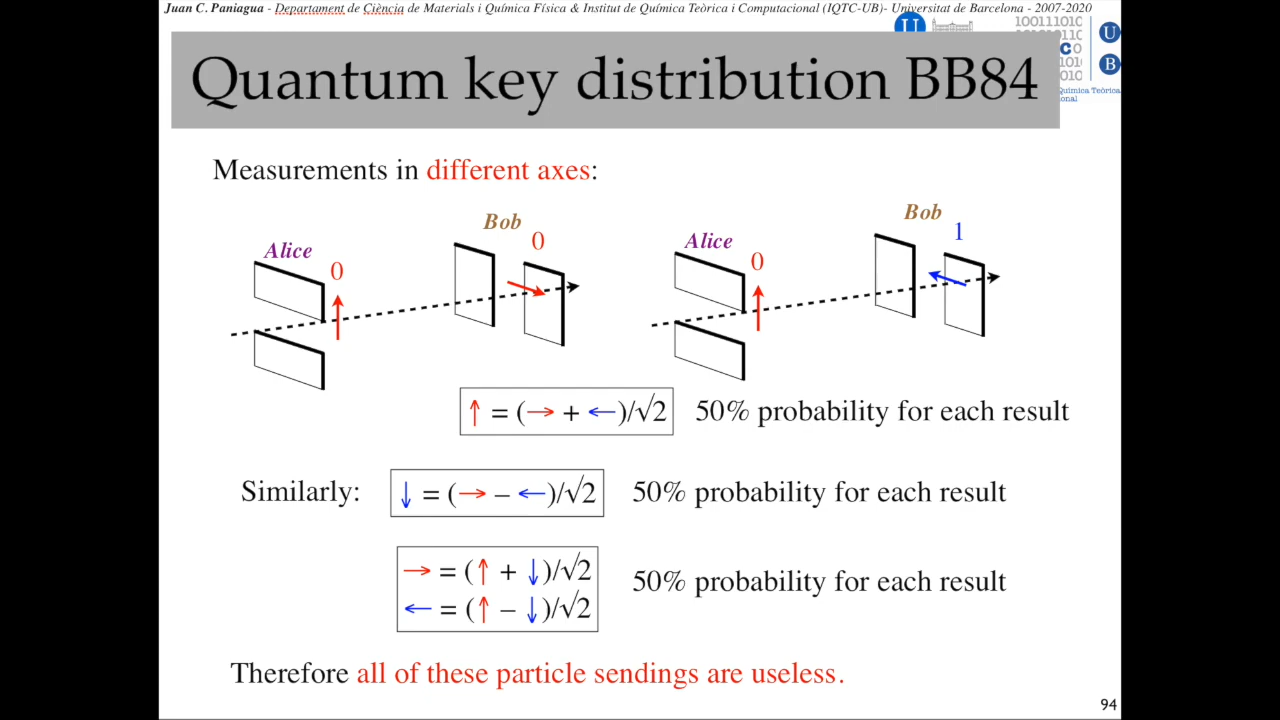 Juan C. Paniagua - Departament de Ciència de Materials i Química Física & Institut de Química Teòrica i Computacional (IQTC-UB)- Universitat de Barcelona - 2007-2020
Quantum key distribution BB84
Measurements in different axes:
Alice
0
Bob
0
Alice
0
Bob
1
↑ = (→ + ←)/√2 50% probability for each result
Similarly: ↓ = (→ – ←)/√2 50% probability for each result
→ = (↑ + ↓)/√2
← = (↑ – ↓)/√2
50% probability for each result
Therefore all of these particle sendings are useless.
94
U
B
100111010
Química Teòrica